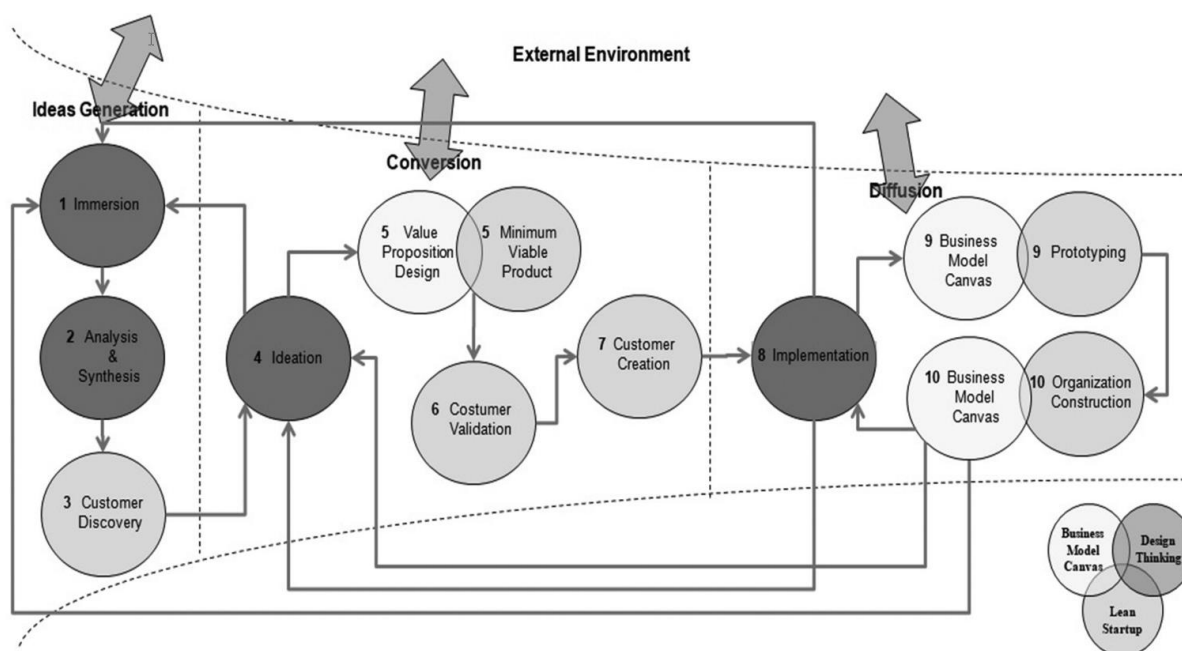 External Environment
Ideas Generation
1 Immersion
2 Analysis
&
Synthesis
3 Customer
Discovery
4 Ideation
Conversion
5 Value
Proposition
Design
5 Minimum
Viable
Product
6 Costumer
Validation
7 Customer
Creation
8 Implementation
Diffusion
9 Business
Model
Canvas
9 Prototyping
10 Business
Model
Canvas
10 Organization
Construction
Business
Model
Canvas
Design
Thinking
Lean
Startup